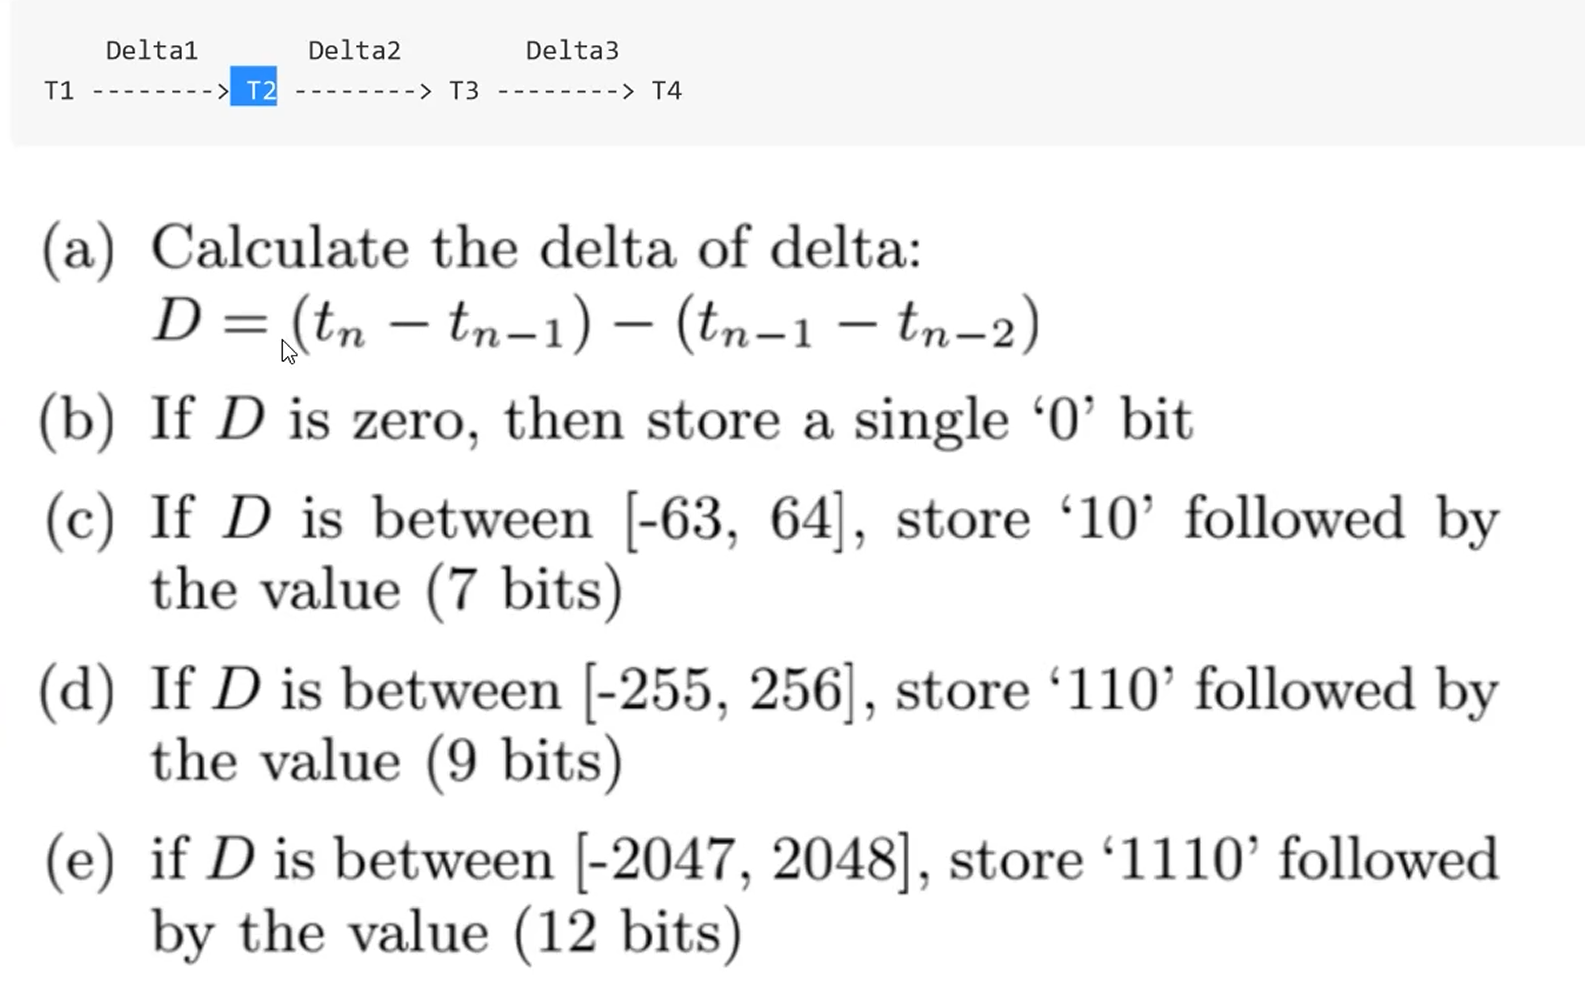 Delta1 Delta2 Delta3
T1 --------> T2 --------> T3 --------> T4
(a) Calculate the delta of delta:
D = (tₙ − tₙ₋₁) − (tₙ₋₁ − tₙ₋₂)
(b) If D is zero, then store a single ‘0’ bit
(c) If D is between [-63, 64], store ‘10’ followed by
the value (7 bits)
(d) If D is between [-255, 256], store ‘110’ followed by
the value (9 bits)
(e) if D is between [-2047, 2048], store ‘1110’ followed
by the value (12 bits)